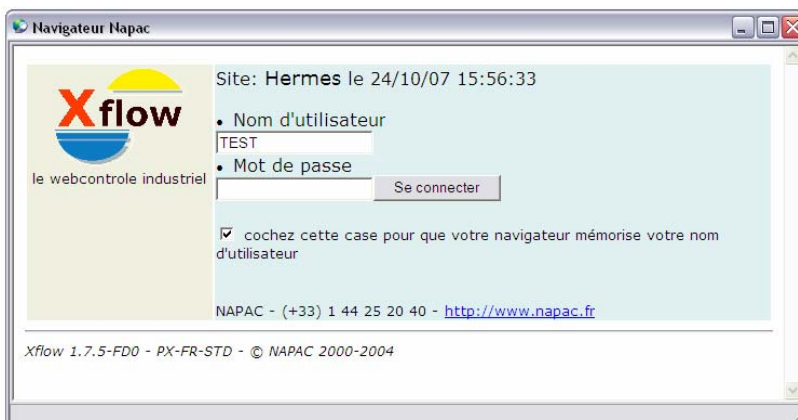 Navigateur Napac
Xflow
le webcontrole industriel
Site: Hermes le 24/10/07 15:56:33
• Nom d'utilisateur
TEST
• Mot de passe
Se connecter
cochez cette case pour que votre navigateur mémorise votre nom
d'utilisateur
NAPAC - (+33) 1 44 25 20 40 - http://www.napac.fr
Xflow 1.7.5-FD0 - PX-FR-STD - © NAPAC 2000-2004